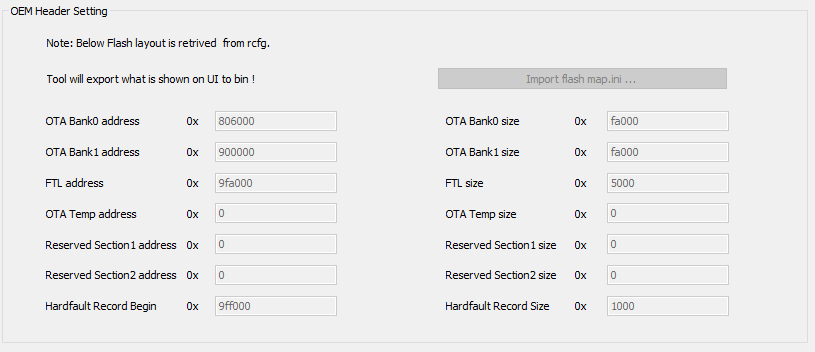 OEM Header Setting
Note: Below Flash layout is retrived  from rcfg.
Tool will export what is shown on UI to bin !
Import flash map.ini ...
OTA Bank0 address 0x 806000 OTA Bank0 size 0x fa000
OTA Bank1 address 0x 900000 OTA Bank1 size 0x fa000
FTL address 0x 9fa000 FTL size 0x 5000
OTA Temp address 0x 0 OTA Temp size 0x 0
Reserved Section1 address 0x 0 Reserved Section1 size 0x 0
Reserved Section2 address 0x 0 Reserved Section2 size 0x 0
Hardfault Record Begin 0x 9ff000 Hardfault Record Size 0x 1000